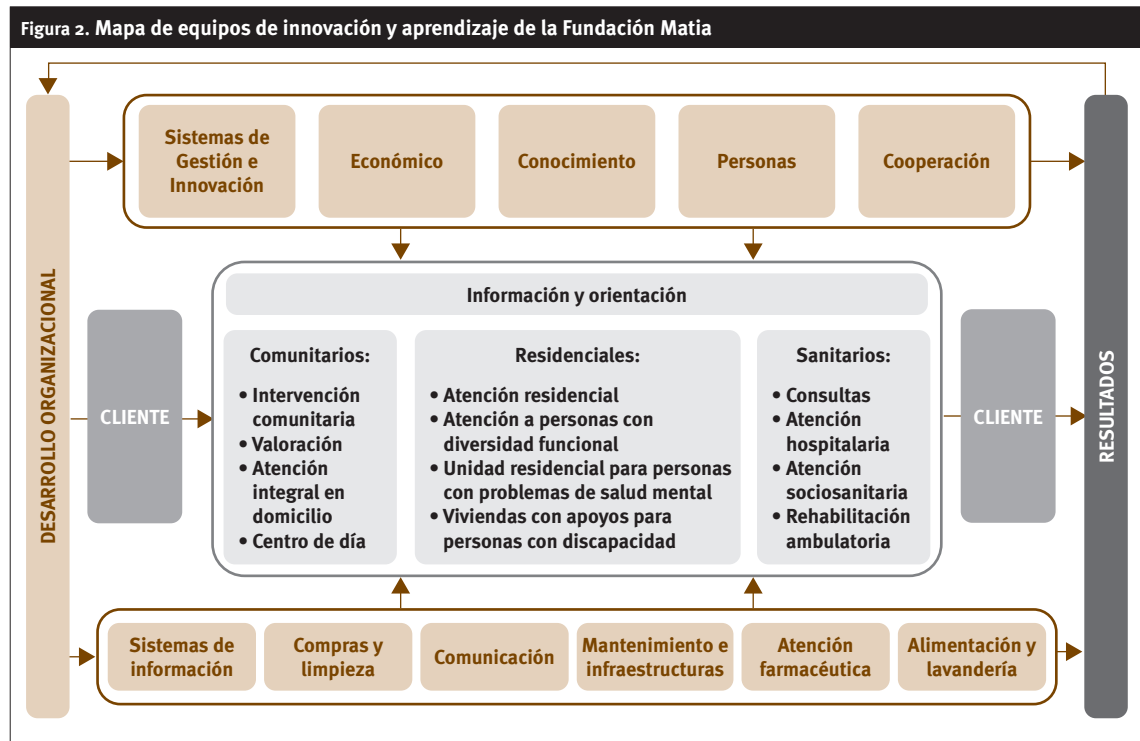 Figura 2. Mapa de equipos de innovación y aprendizaje de la Fundación Matia
DESARROLLO ORGANIZACIONAL
Sistemas de
Gestión e
Innovación
Económico
Conocimiento
Personas
Cooperación
CLIENTE
Información y orientación
Comunitarios:
• Intervención
comunitaria
• Valoración
• Atención
integral en
domicilio
• Centro de día
Residenciales:
• Atención residencial
• Atención a personas con
diversidad funcional
• Unidad residencial para personas
con problemas de salud mental
• Viviendas con apoyos para
personas con discapacidad
Sanitarios:
• Consultas
• Atención
hospitalaria
• Atención
sociosanitaria
• Rehabilitación
ambulatoria
CLIENTE
RESULTADOS
Sistemas de
información
Compras y
limpieza
Comunicación
Mantenimiento e
infraestructuras
Atención
farmacéutica
Alimentación y
lavandería